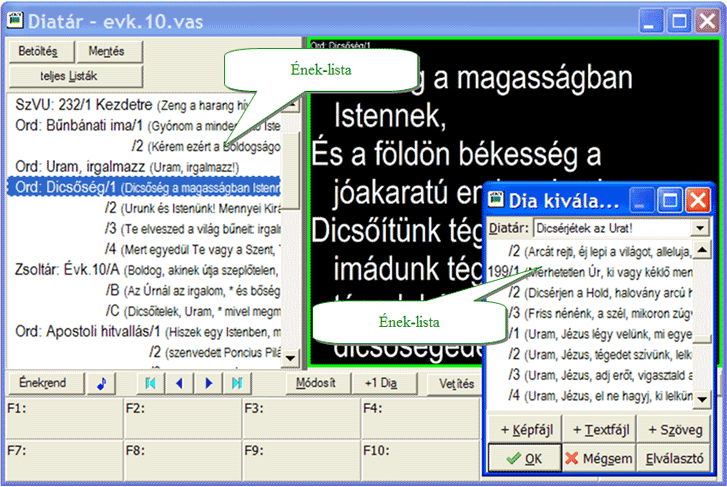 Diatár - evk.10.vas
Betöltés
Mentés
teljes Listák
Ének-lista
SzVU: 232/1 Kezdetre (Zeng a harang hí
Ord: Bűnbánati ima/1 (Gyónom a minden ó Iste
/2 (Kérem ezért a Boldogságo
Ord: Uram, irgalmazz (Uram, irgalmazz!)
Ord: Dicsőség/1 (Dicsőség a magasságban Istenn
/2 (Urunk és Istenünk! Mennyei Kirá
/3 (Te elveszed a világ bűneit: irgalm
/4 (Mert egyedül Te vagy a Szent, T
Zsoltár: Évk.10/A (Boldog, akinek útja szeplőtelen,
/B (Az Úrnál az irgalom, * és bőség
/C (Dicsőítelek, Uram, * mivel megm
Ord: Apostoli hitvallás/1 (Hiszek egy Istenben, m
/2 (szenvedett Poncius Pilá
Ord: Dicsőség/1
g a magasságban
Istennek,
És a földön békesség a
jóakaratú
Dicsőítünk tég
imádunk tég
dicsőségedé
Dia kivála...
Diatár: Dicsérjétek az Urat!
/2 (Arcát rejti, éj lepi a világot, alleluja,
199/1 (Mérhetetlen Úr, ki vagy kéklő men
/2 (Dicsérjen a Hold, halovány arcú h
/3 (Friss nénénk, a szél, mikoron zúgv
/1 (Uram, Jézus légy velünk, mi egye
/2 (Uram, Jézus, tégedet szívünk, lelk
/3 (Uram, Jézus, adj erőt, vigasztald a
/4 (Uram, Jézus, el ne hagyj, ki lelkün
Ének-lista
+ Képfájl
+ Textfájl
+ Szöveg
OK
Mégsem
Elválasztó
Énekrend
Módosít
+1 Dia
Vetítés
F1:
F2:
F3:
F4:
F7:
F8:
F9:
F10: